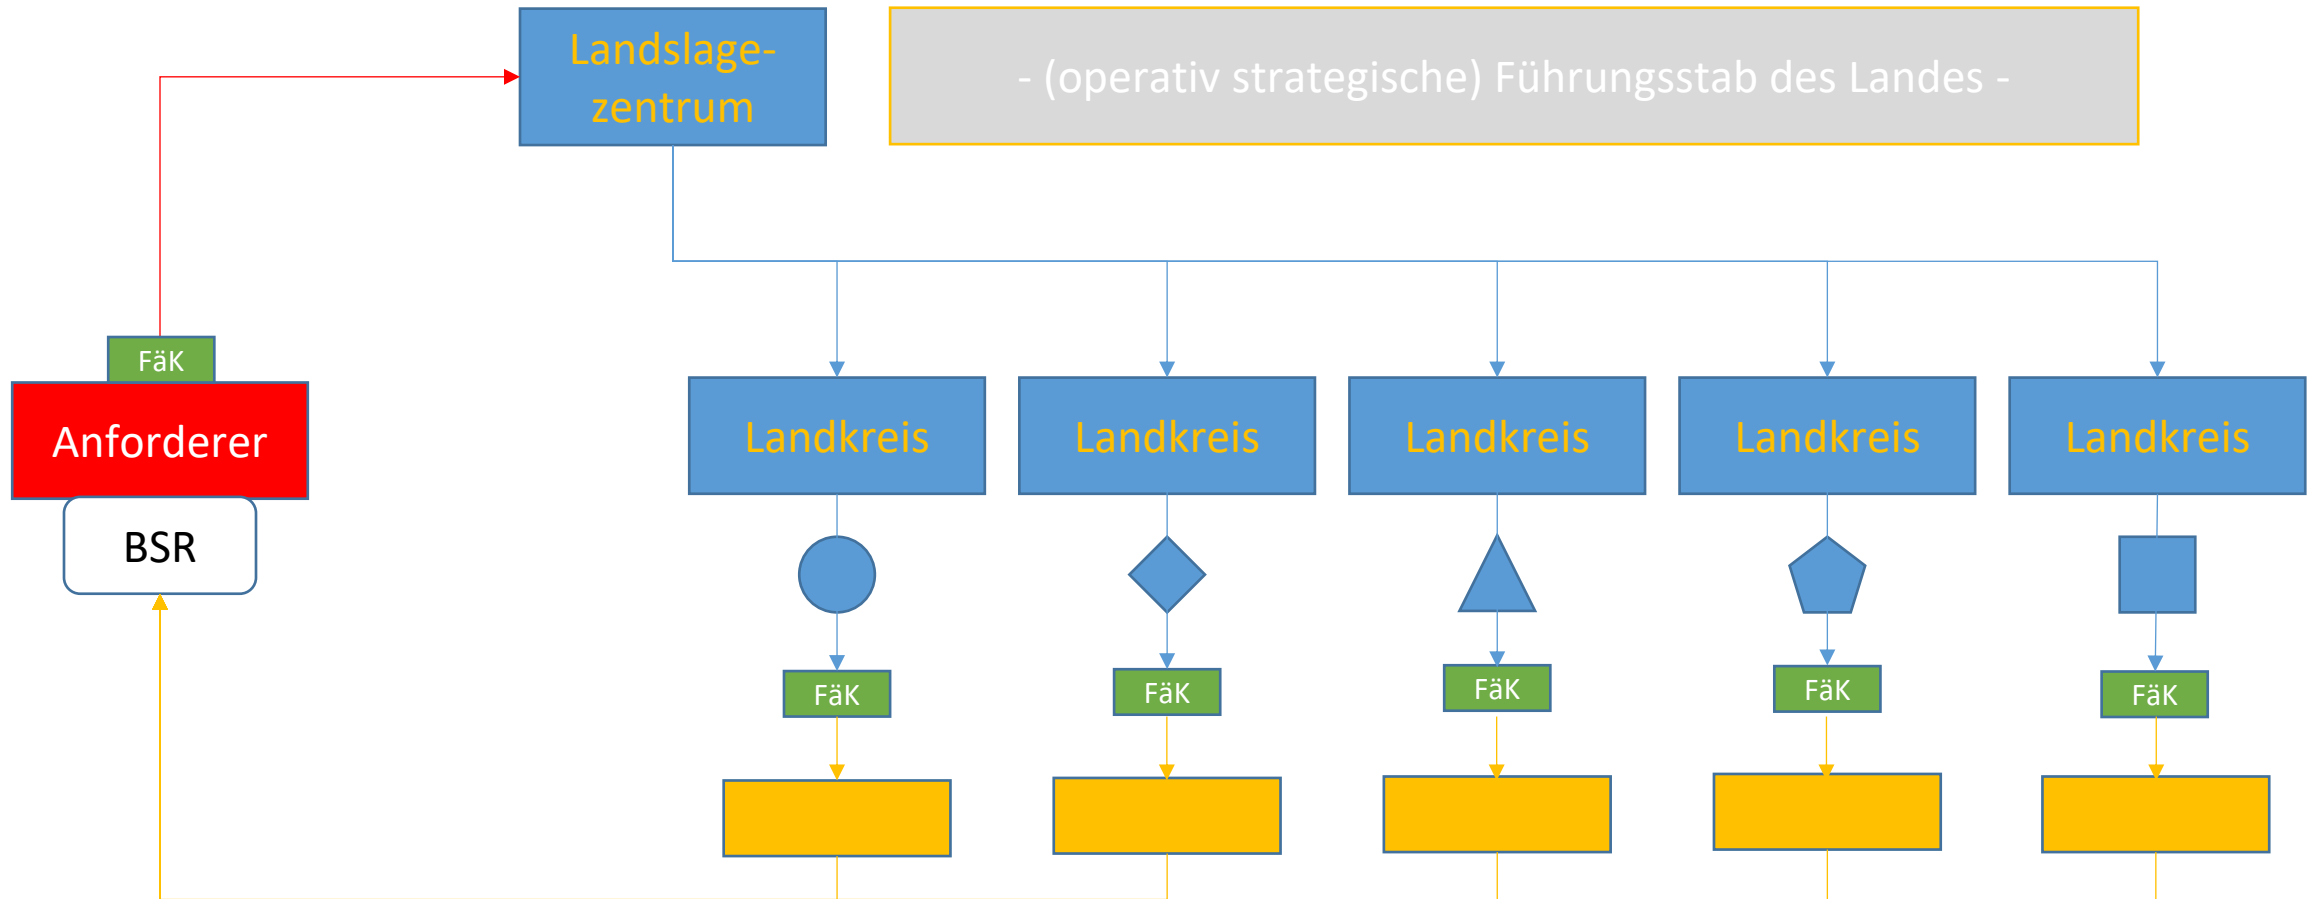 Landslage-
zentrum
- (operativ strategische) Führungsstab des Landes -
FäK
Anforderer
BSR
Landkreis
Landkreis
Landkreis
Landkreis
Landkreis
FäK
FäK
FäK
FäK
FäK